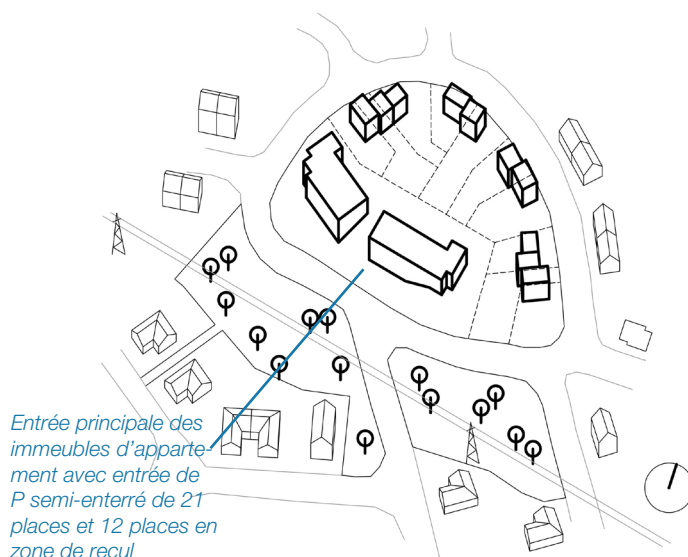 Entrée principale des
immeubles d’apparte-
ment avec entrée de
P semi-enterré de 21
places et 12 places en
zone de recul